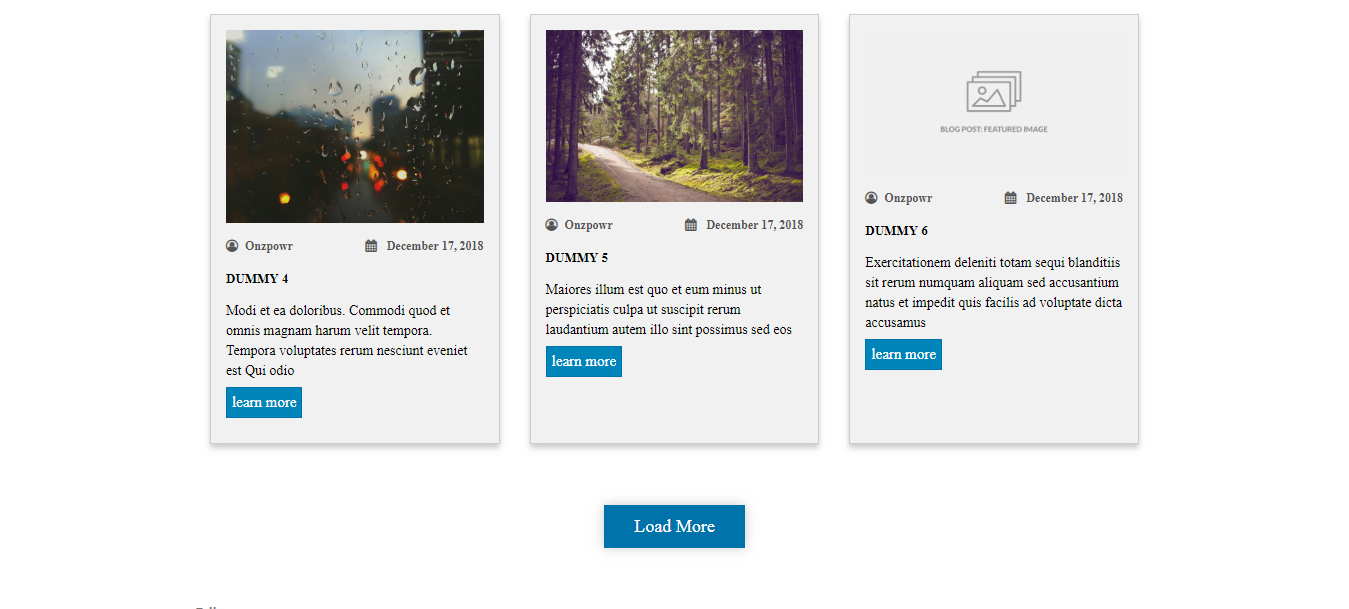 Onzpowr December 17, 2018
DUMMY 4
Modi et ea doloribus. Commodi quod et
omnis magnam harum velit tempora.
Tempora voluptates rerum nesciunt eveniet
est Qui odio
learn more
Onzpowr December 17, 2018
DUMMY 5
Maiores illum est quo et eum minus ut
perspiciatis culpa ut suscipit rerum
laudantium autem illo sint possimus sed eos
learn more
BLOG POST: FEATURED IMAGE
Onzpowr December 17, 2018
DUMMY 6
Exercitationem deleniti totam sequi blanditiis
sit rerum numquam aliquam sed accusantium
natus et impedit quis facilis ad voluptate dicta
accusamus
learn more
Load More